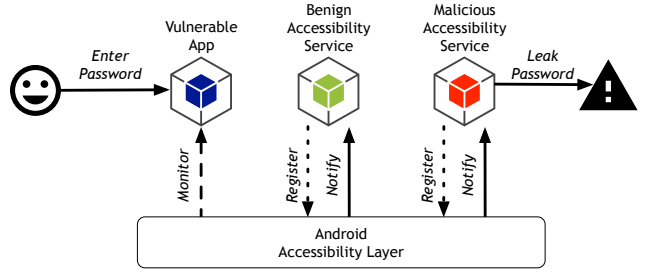 Vulnerable
App
Benign
Accessibility
Service
Malicious
Accessibility
Service
Enter
Password
Leak
Password
Monitor
Register
Notify
Register
Notify
Android
Accessibility Layer